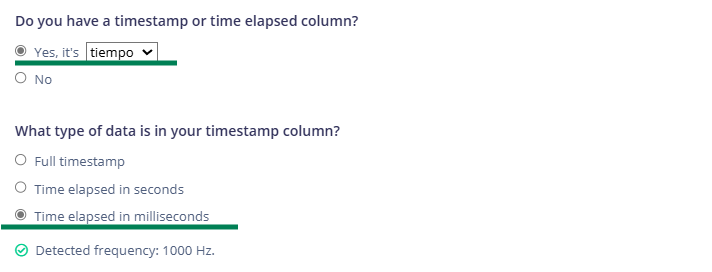 Do you have a timestamp or time elapsed column?
Yes, it's tiempo
No
What type of data is in your timestamp column?
Full timestamp
Time elapsed in seconds
Time elapsed in milliseconds
Detected frequency: 1000 Hz.